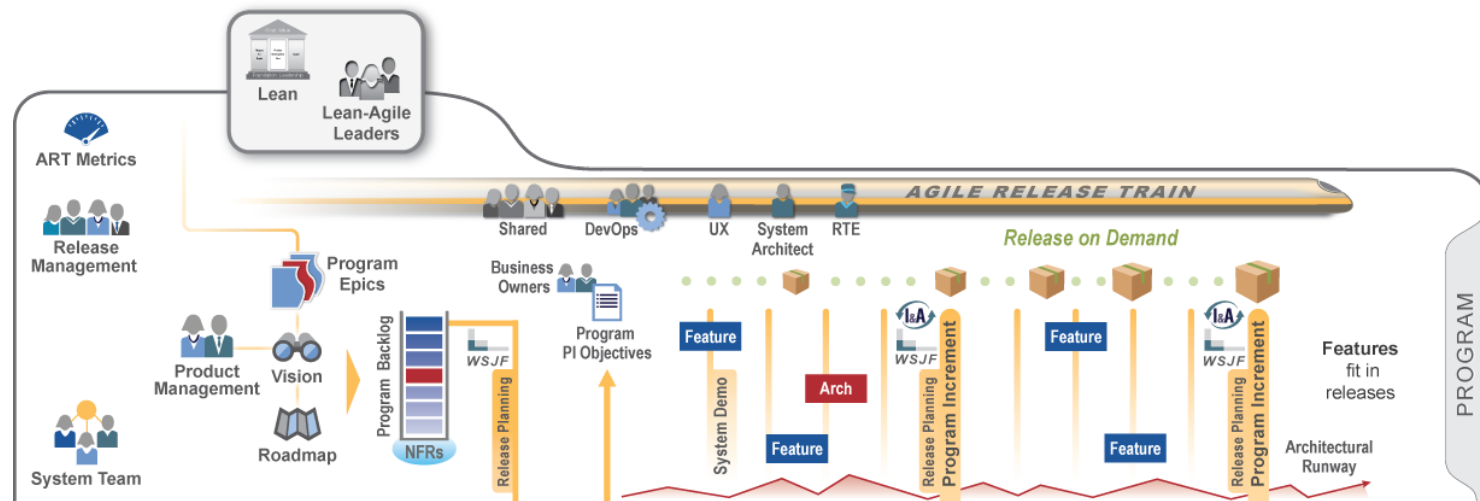 Lean
Lean-Agile
Leaders
ART Metrics
Release
Management
AGILE RELEASE TRAIN
Shared
DevOps
UX
System
Architect
RTE
Release on Demand
Program
Epics
Business
Owners
Program
PI Objectives
Product
Management
Vision
Roadmap
System Team
Program Backlog
NFRs
WSJF
Release Planning
Feature
System Demo
Feature
Arch
I&A
WSJF
Release Planning
Program Increment
Feature
Feature
I&A
WSJF
Release Planning
Program Increment
Features
fit in
releases
Architectural
Runway
PROGRAM